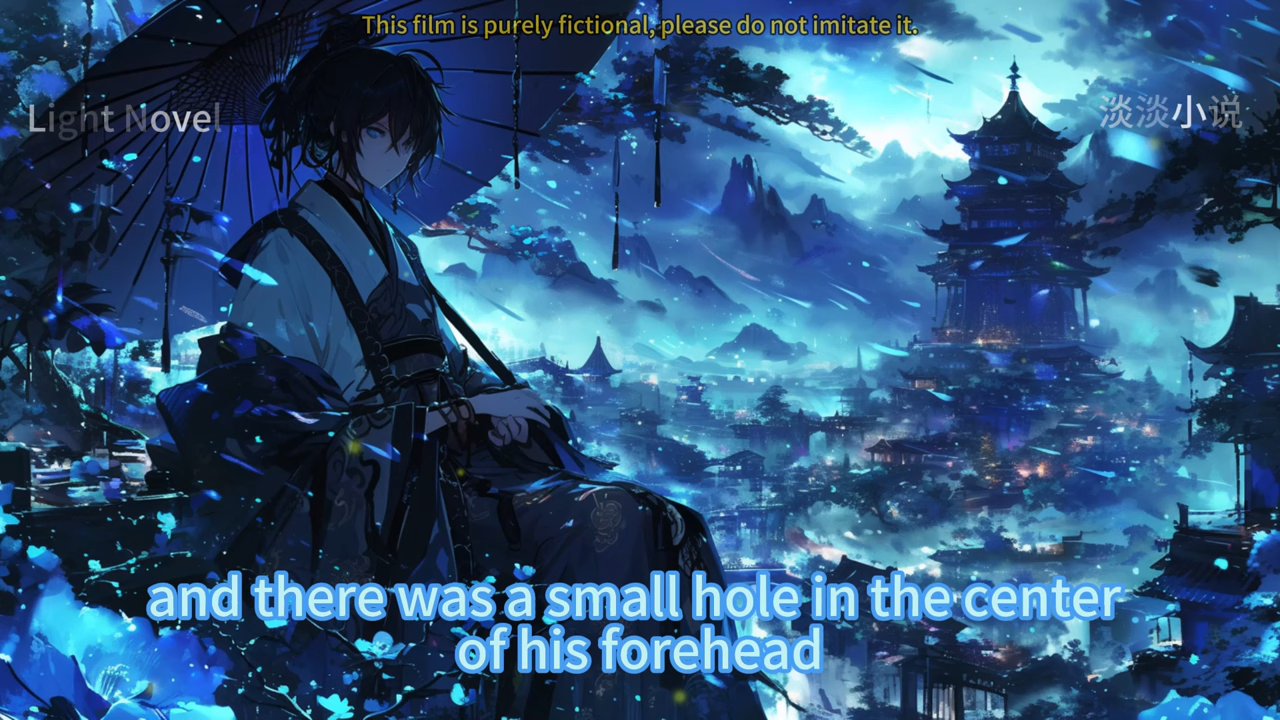 This film is purely fictional, please do not imitate it.
Light Novel
淡淡小说
and there was a small hole in the center
of his forehead